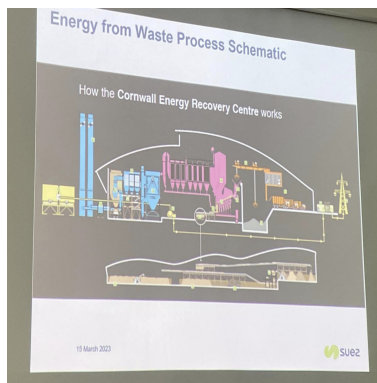 Energy from Waste Process Schematic
How the Cornwall Energy Recovery Centre works
15 March 2023
suez